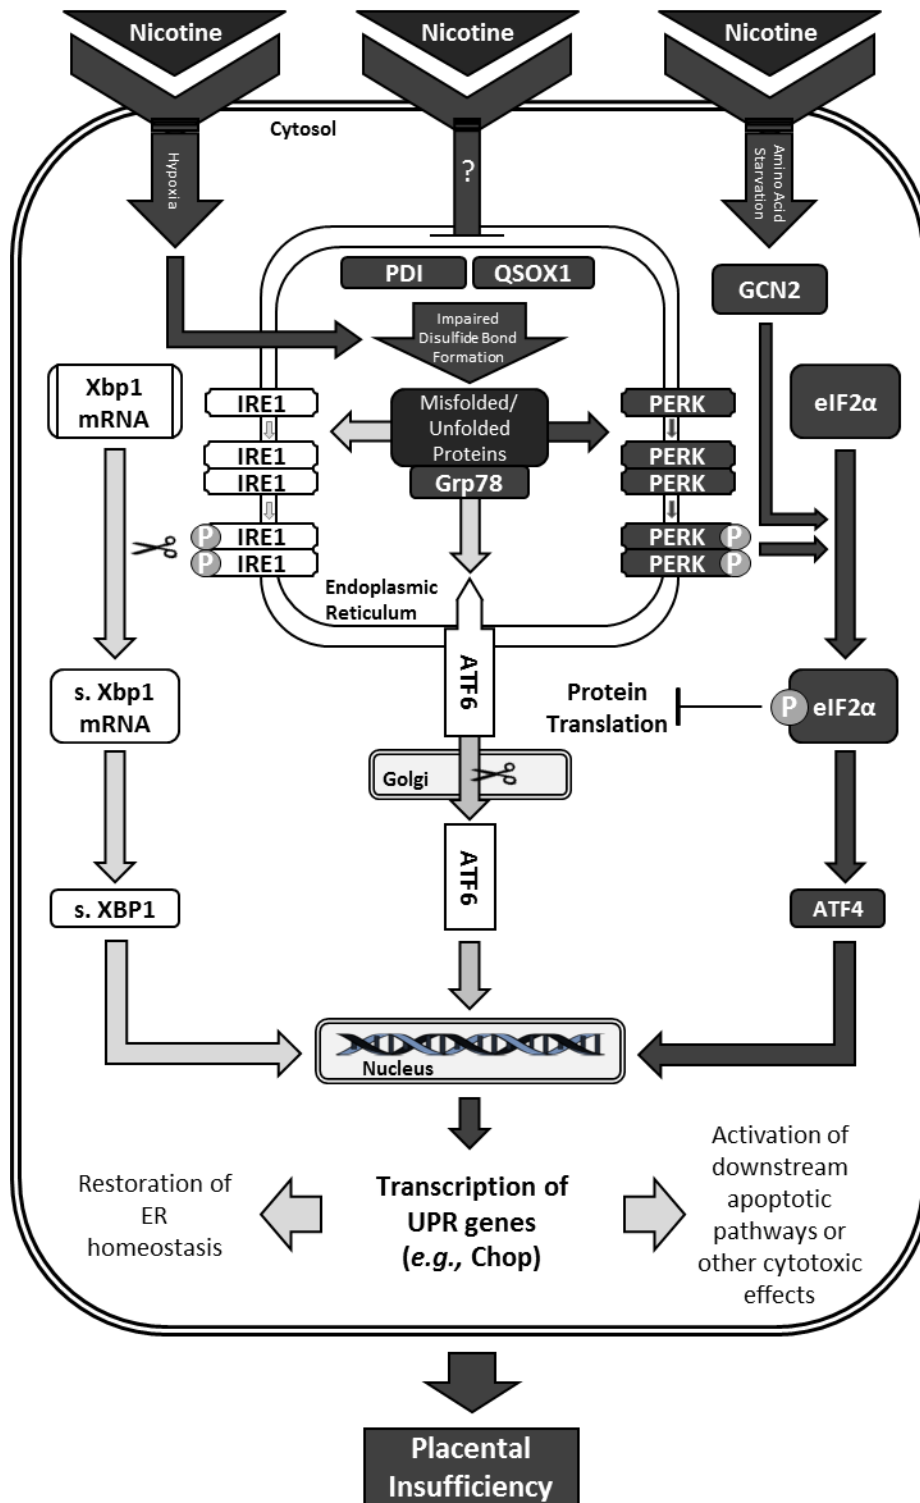 Nicotine
Nicotine
Nicotine
Cytosol
Hypoxia
?
Amino Acid
Starvation
PDI
QSOX1
GCN2
Impaired
Disulfide Bond
Formation
Xbp1
mRNA
IRE1
Misfolded/
Unfolded
Proteins
PERK
eIF2α
IRE1
IRE1
Grp78
PERK
PERK
P IRE1
P IRE1
PERK P
PERK P
Endoplasmic
Reticulum
ATF6
s. Xbp1
mRNA
Protein
Translation
P eIF2α
Golgi
ATF6
s. XBP1
ATF4
Nucleus
Restoration of
ER
homeostasis
Transcription of
UPR genes
(e.g., Chop)
Activation of
downstream
apoptotic
pathways or
other cytotoxic
effects
Placental
Insufficiency